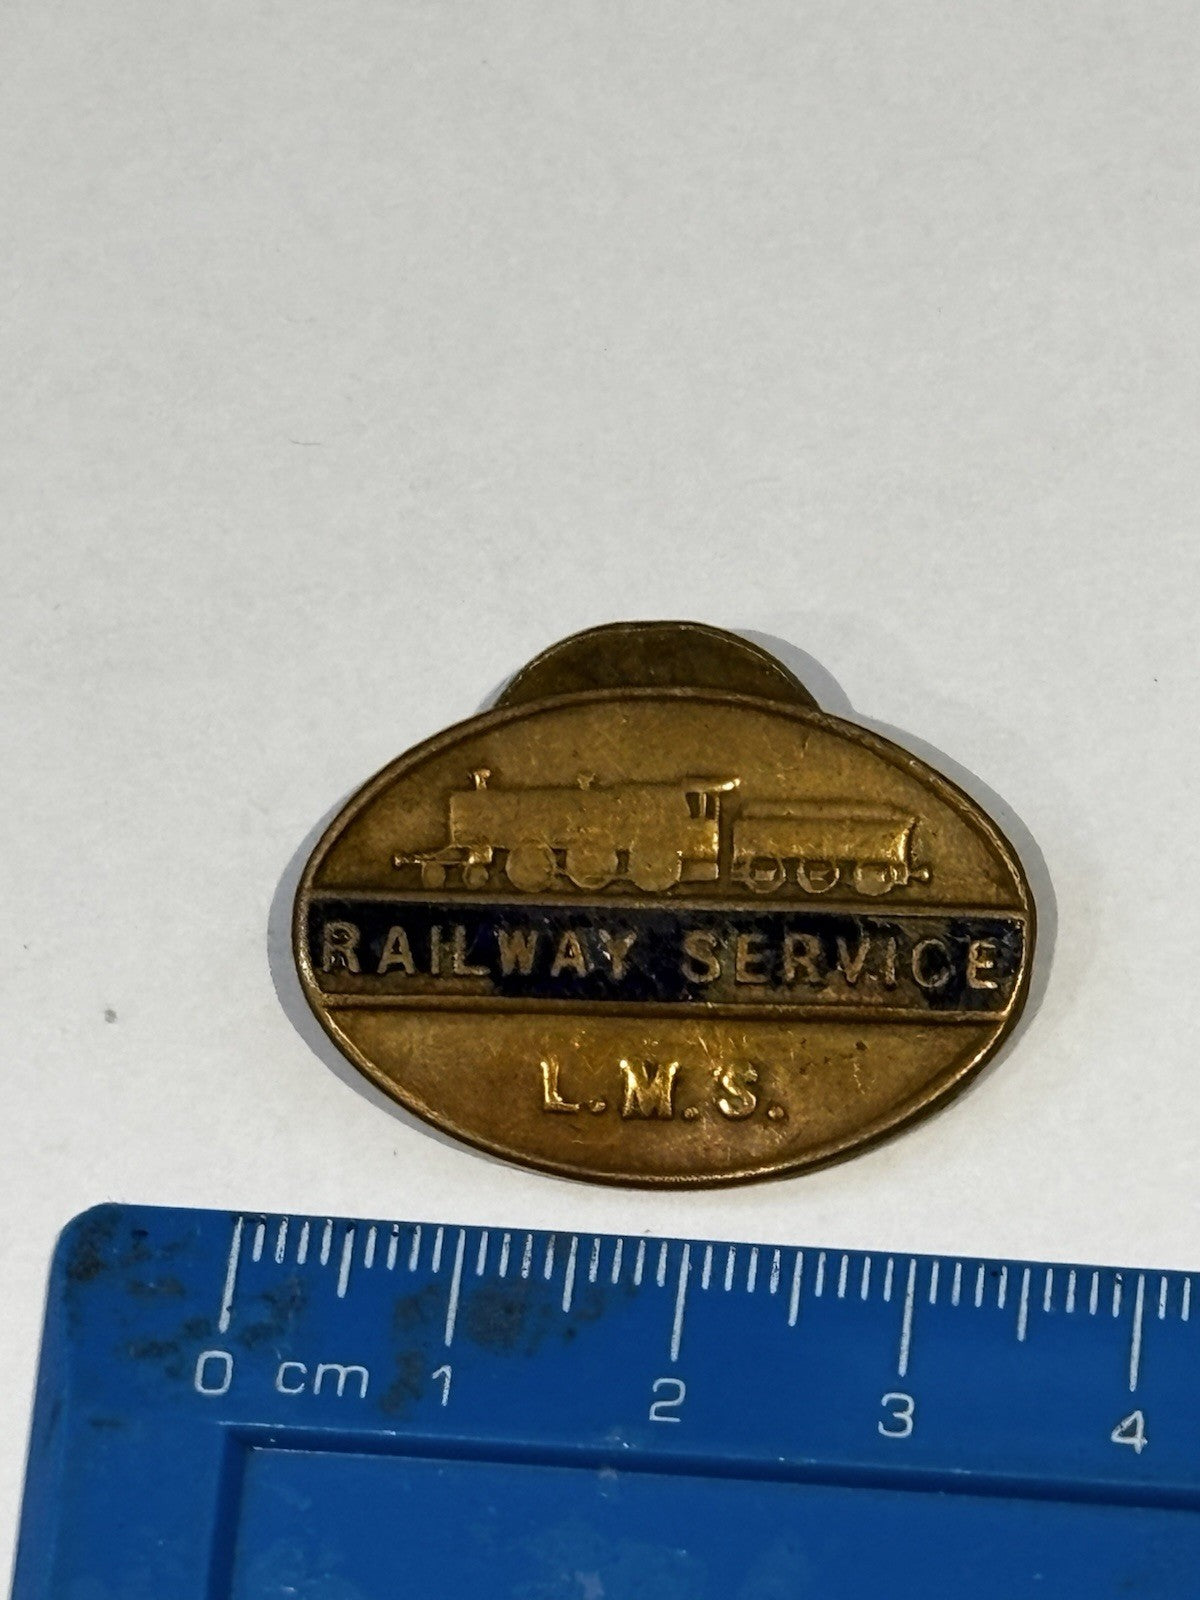 RAILWAY SERVICE
L.M.S.
0 cm 1 2 3 4